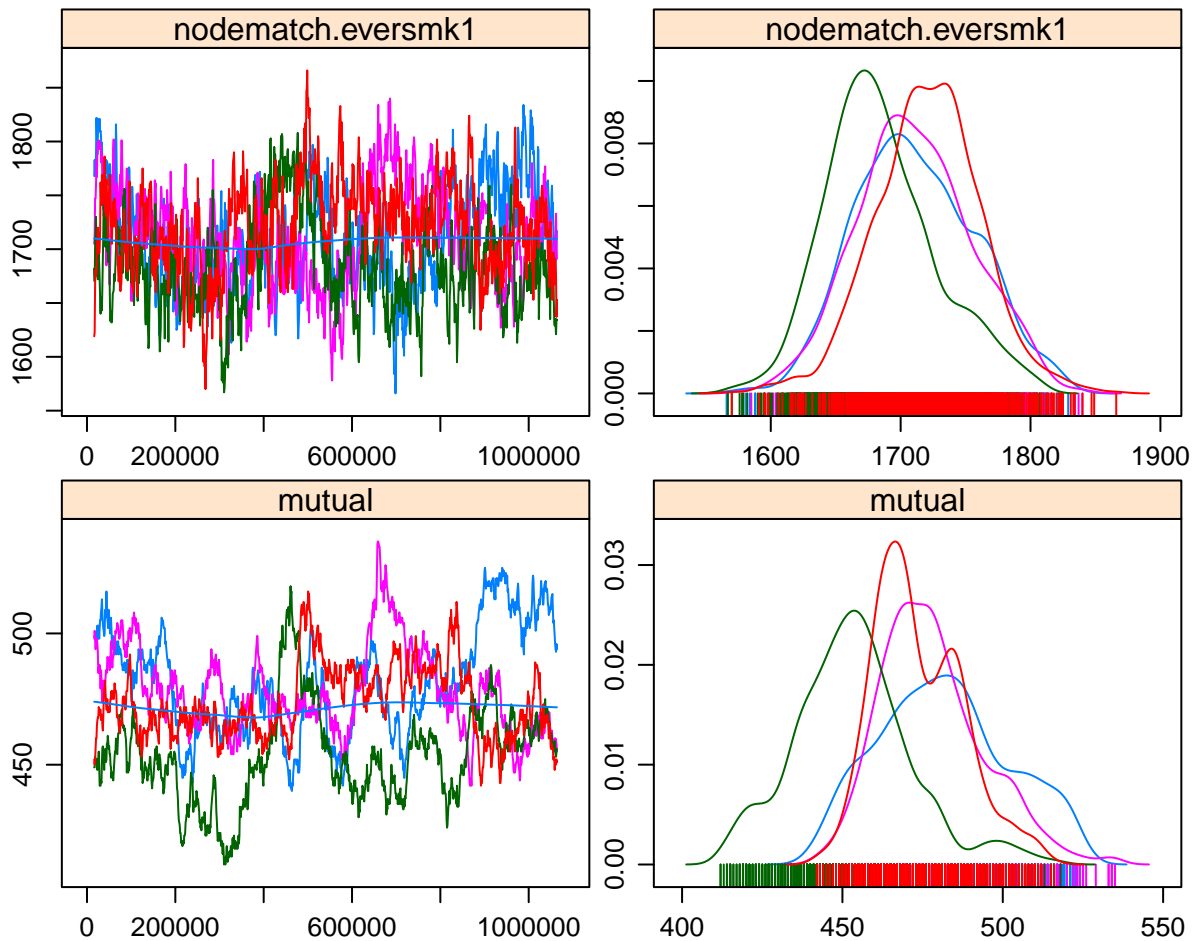 nodematch.eversmk1
nodematch.eversmk1
1600 1700 1800
0 200000 600000 1000000
0.000 0.004 0.008
1600 1700 1800 1900
mutual
mutual
450 500
0 200000 600000 1000000
0.00 0.01 0.02 0.03
400 450 500 550